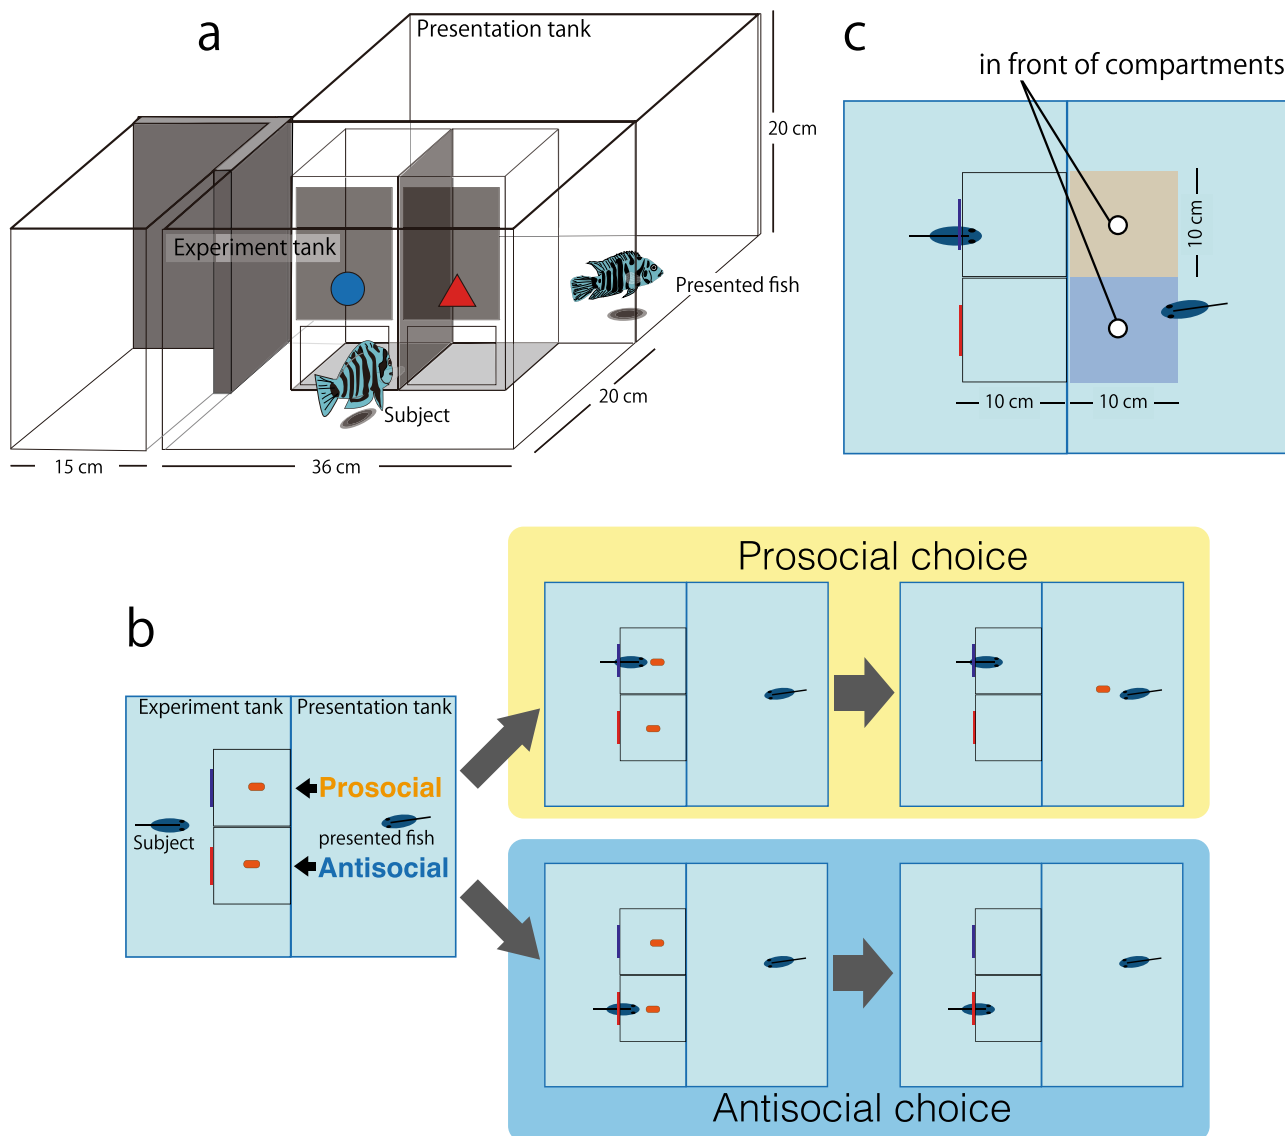 a
Presentation tank
20 cm
Experiment tank
Presented fish
Subject
20 cm
15 cm
36 cm
c
in front of compartments
10 cm
10 cm
10 cm
b
Experiment tank
Presentation tank
Prosocial
Subject
presented fish
Antisocial
Prosocial choice
Antisocial choice